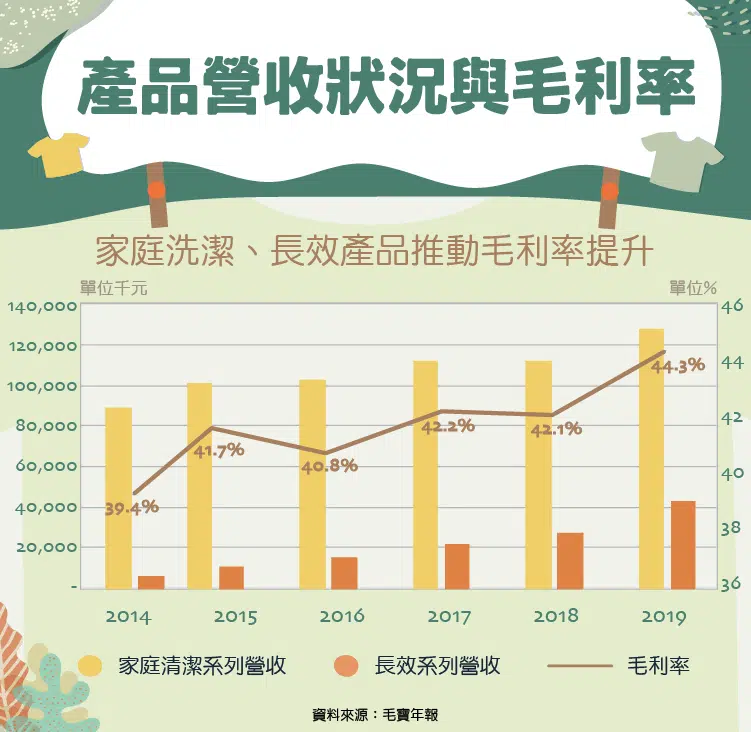 產品營收狀況與毛利率
家庭洗潔、長效產品推動毛利率提升
單位千元 單位%
140,000 46
120,000 44
100,000 42
80,000 40
60,000 38
40,000 36
20,000
-
39.4% 41.7% 40.8% 42.2% 42.1% 44.3%
2014 2015 2016 2017 2018 2019
家庭清潔系列營收 長效系列營收 毛利率
資料來源：毛寶年報